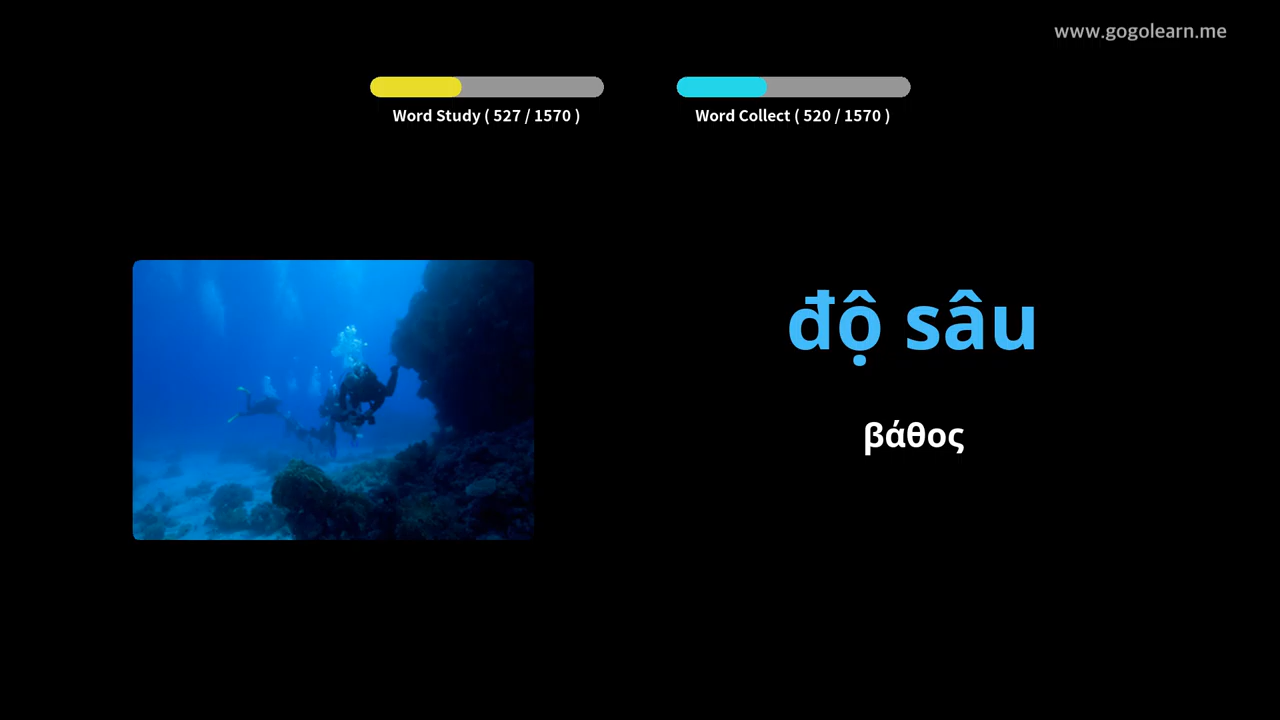 www.gogolearn.me
Word Study ( 527 / 1570 )
Word Collect ( 520 / 1570 )
độ sâu
βάθος